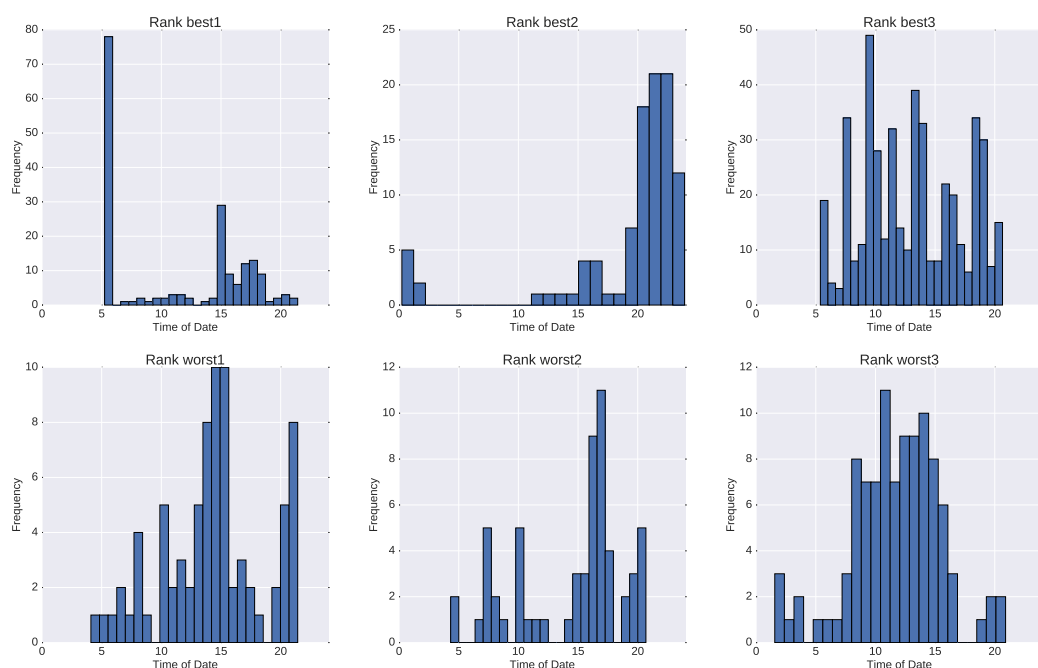 Rank best1
80
70
60
50
40
30
20
10
0
Frequency
0 5 10 15 20
Time of Date
Rank best2
25
20
15
10
5
0
Frequency
0 5 10 15 20
Time of Date
Rank best3
50
40
30
20
10
0
Frequency
0 5 10 15 20
Time of Date
Rank worst1
10
8
6
4
2
0
Frequency
0 5 10 15 20
Time of Date
Rank worst2
12
10
8
6
4
2
0
Frequency
0 5 10 15 20
Time of Date
Rank worst3
12
10
8
6
4
2
0
Frequency
0 5 10 15 20
Time of Date